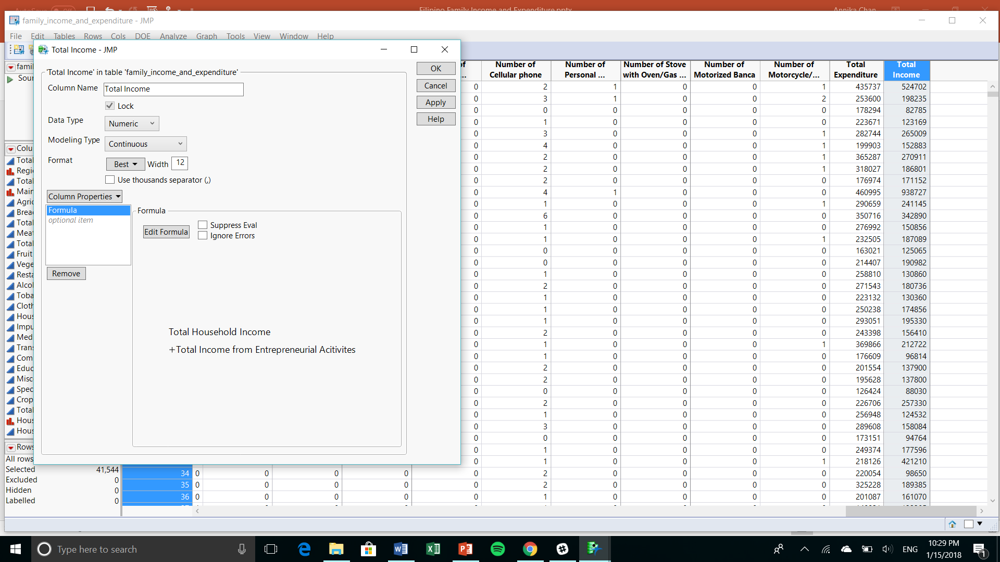 AutoSave Off
Filipino Family Income and Expenditure.pptx
Annika Chan
family_income_and_expenditure - JMP
File Edit Tables Rows Cols DOE Analyze Graph Tools View Window Help
Total Income - JMP
'Total Income' in table 'family_income_and_expenditure'
Column Name Total Income
Lock
Data Type Numeric
Modeling Type Continuous
Format Best Width 12
Use thousands separator (,)
Column Properties
Formula
optional item
Remove
Formula
Edit Formula
Suppress Eval
Ignore Errors
Total Household Income
+Total Income from Entrepreneurial Acitivites
OK
Cancel
Apply
Help
famil
Sour
Colu
Total
Regi
Total
Main
Agric
Brea
Total
Meat
Total
Fruit
Vege
Resta
Alco
Toba
Cloth
Hous
Impu
Med
Trans
Com
Educ
Misc
Spec
Crop
Total
Hous
Hous
Rows
All rows
Selected 41,544
Excluded 0
Hidden 0
Labelled 0
of ...
Number of Cellular phone
Number of Personal ...
Number of Stove with Oven/Gas ...
Number of Motorized Banca
Number of Motorcycle/...
Total Expenditure
Total Income
0 2 1 0 0 1 435737 524702
0 3 1 0 0 2 253600 198235
0 0 0 0 0 0 178294 82785
0 1 0 0 0 0 223671 123169
0 3 0 0 0 1 282744 265009
0 4 0 0 0 1 199903 152883
0 2 0 0 0 1 365287 270911
0 2 0 0 0 1 318027 186801
0 2 0 0 0 0 176974 171152
0 4 1 0 0 0 460995 938727
0 1 0 0 0 1 290659 241145
0 6 0 0 0 0 350716 342890
0 1 0 0 0 0 276992 150856
0 1 0 0 0 1 232505 187089
0 0 0 0 0 0 163021 125065
0 0 0 0 0 0 214407 190982
0 1 0 0 0 0 258810 130860
0 2 0 0 0 0 271543 180736
0 1 0 0 0 0 223132 130360
0 1 0 0 0 0 250238 174856
0 1 0 0 0 0 293051 195330
0 2 0 0 0 0 243398 156410
0 1 0 0 0 1 369866 212722
0 1 0 0 0 0 176609 96814
0 2 0 0 0 0 201554 137900
0 2 0 0 0 0 195628 137800
0 0 0 0 0 0 126424 88030
0 2 0 0 0 0 226706 257330
0 1 0 0 0 0 256948 124532
0 3 0 0 0 0 289608 158084
0 0 0 0 0 0 173151 94764
0 1 0 0 0 0 249374 177596
0 1 0 0 0 1 218126 421210
34 0 0 0 0 0 2 0 0 0 0 220054 98650
35 0 0 0 0 0 2 0 0 0 0 325228 189385
36 0 0 0 0 0 1 0 0 0 0 201087 161070
Type here to search
ENG
10:29 PM
1/15/2018
1